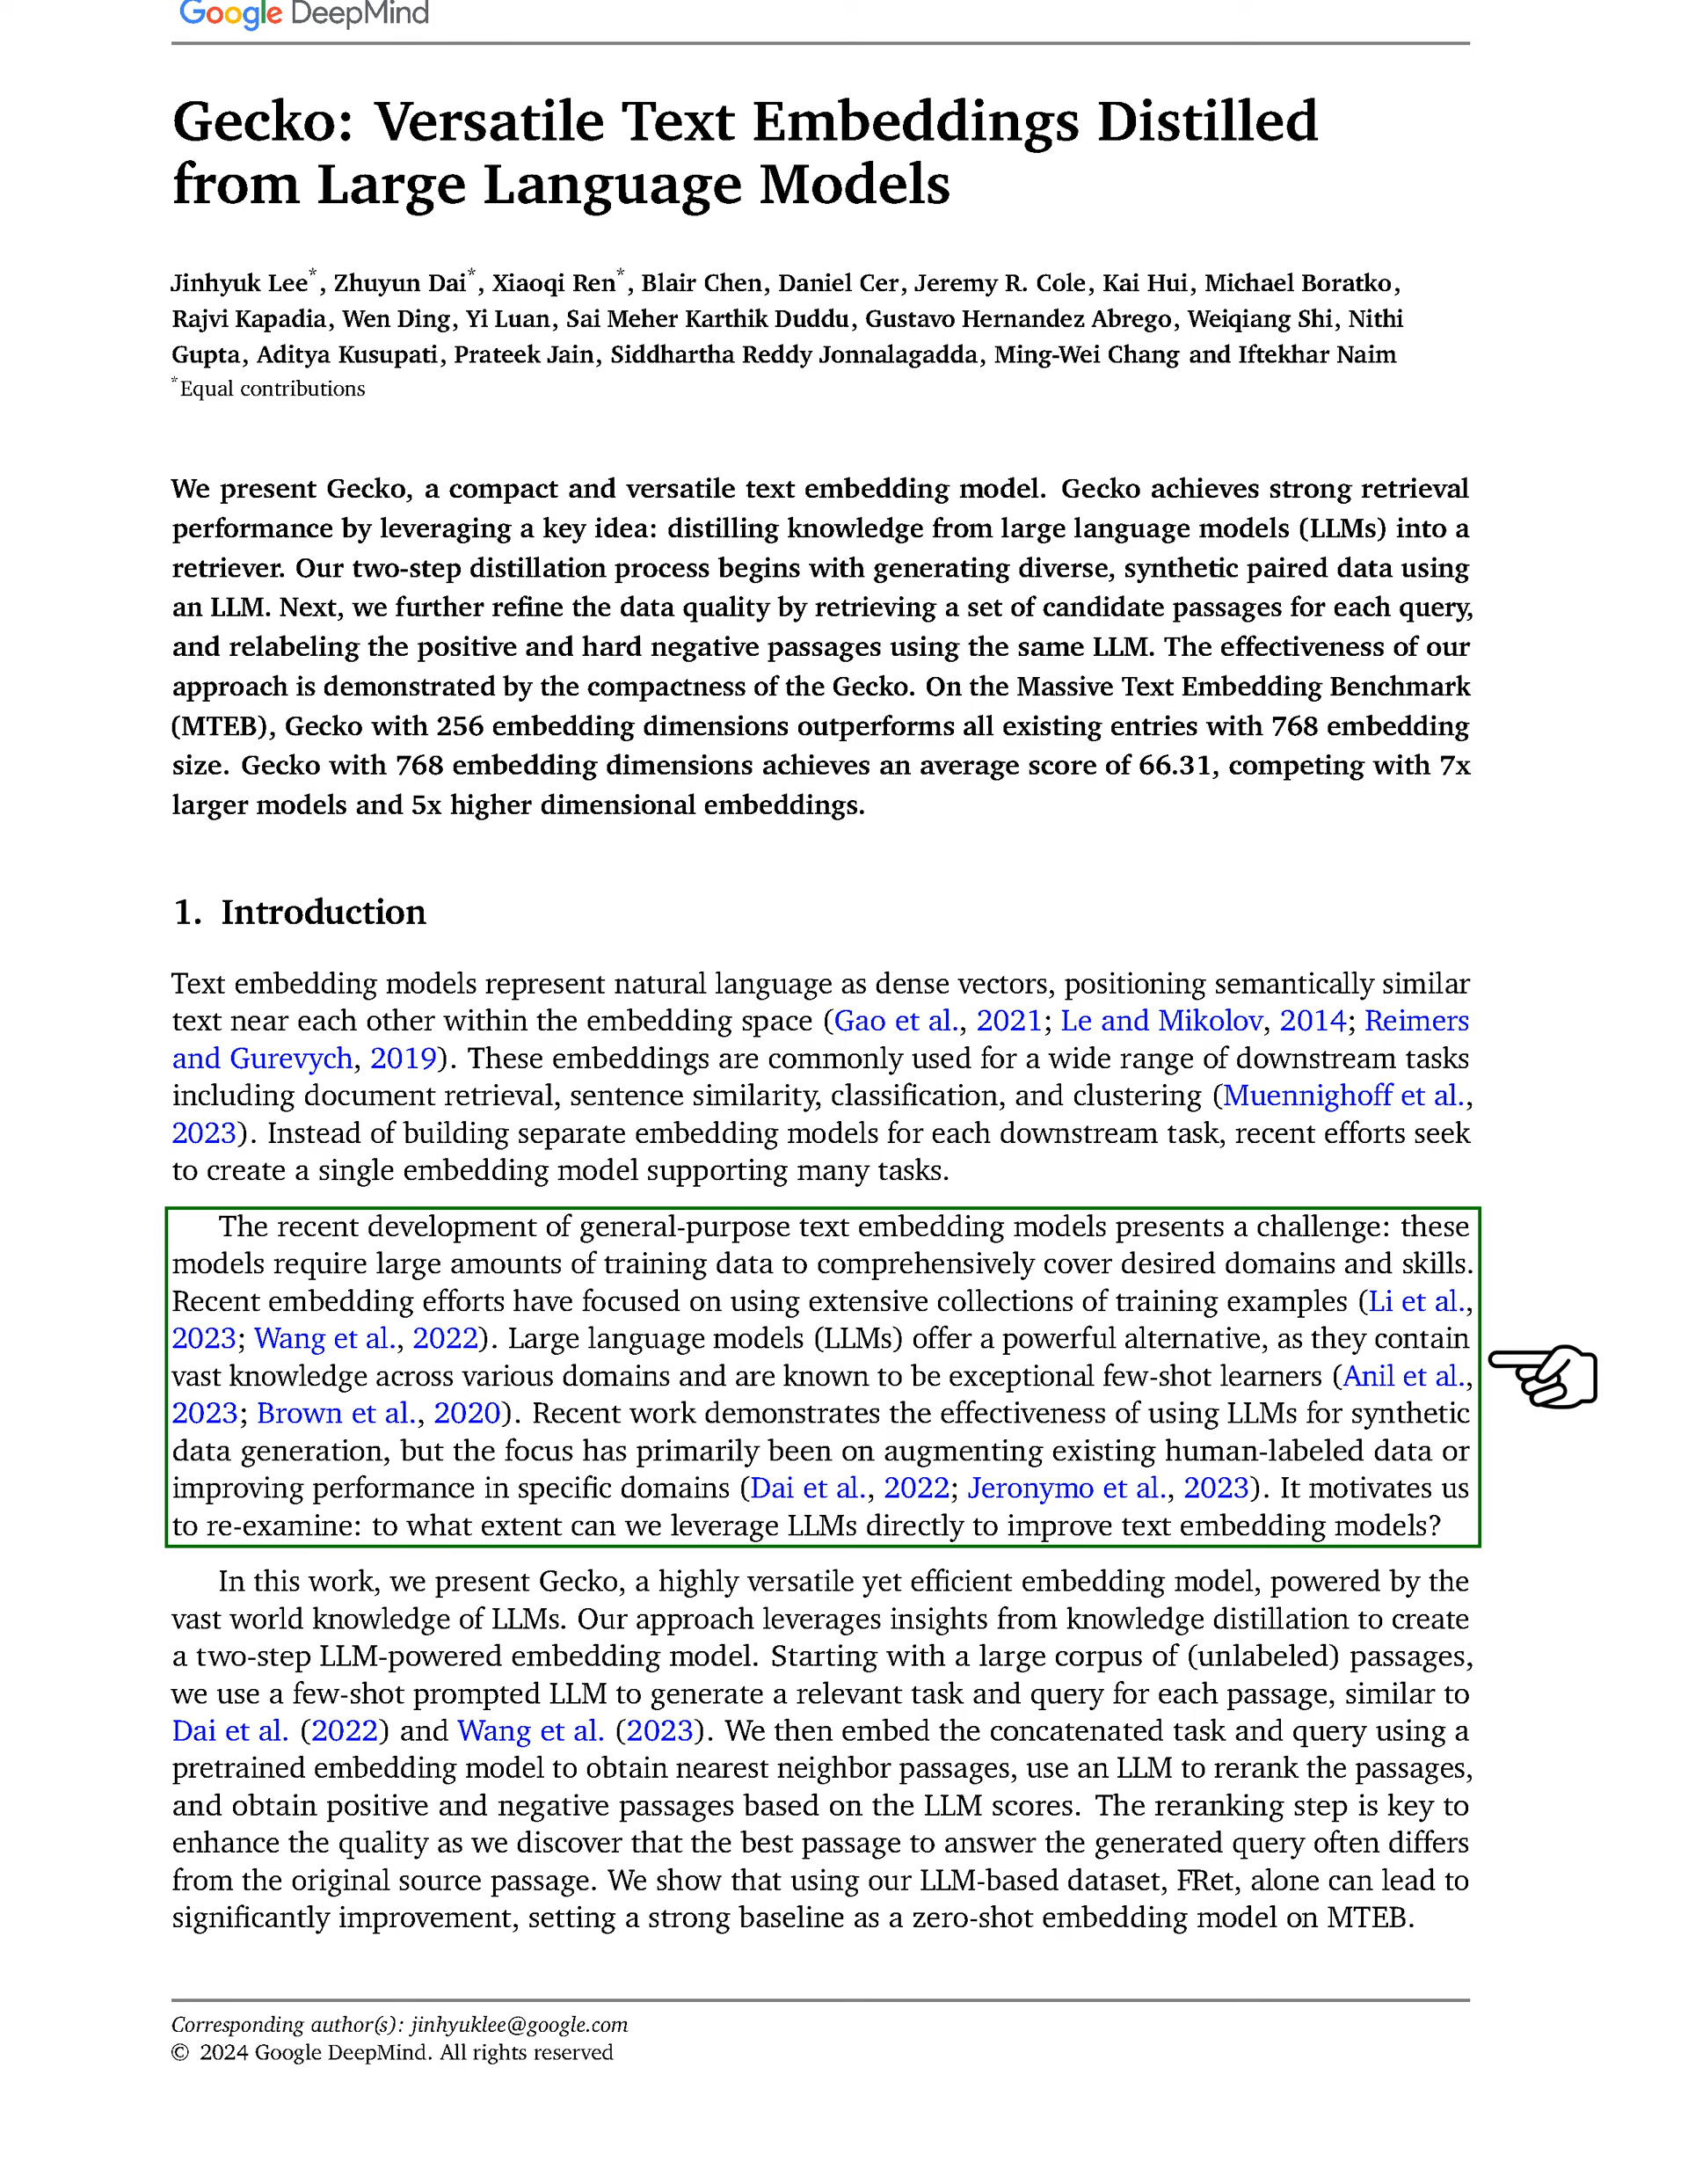 Google DeepMind
Gecko: Versatile Text Embeddings Distilled
from Large Language Models
Jinhyuk Lee*, Zhuyun Dai*, Xiaoqi Ren*, Blair Chen, Daniel Cer, Jeremy R. Cole, Kai Hui, Michael Boratko,
Rajvi Kapadia, Wen Ding, Yi Luan, Sai Meher Karthik Duddu, Gustavo Hernandez Abrego, Weiqiang Shi, Nithi
Gupta, Aditya Kusupati, Prateek Jain, Siddhartha Reddy Jonnalagadda, Ming-Wei Chang and Iftekhar Naim
*Equal contributions
We present Gecko, a compact and versatile text embedding model. Gecko achieves strong retrieval
performance by leveraging a key idea: distilling knowledge from large language models (LLMs) into a
retriever. Our two-step distillation process begins with generating diverse, synthetic paired data using
an LLM. Next, we further refine the data quality by retrieving a set of candidate passages for each query,
and relabeling the positive and hard negative passages using the same LLM. The effectiveness of our
approach is demonstrated by the compactness of the Gecko. On the Massive Text Embedding Benchmark
(MTEB), Gecko with 256 embedding dimensions outperforms all existing entries with 768 embedding
size. Gecko with 768 embedding dimensions achieves an average score of 66.31, competing with 7x
larger models and 5x higher dimensional embeddings.
1. Introduction
Text embedding models represent natural language as dense vectors, positioning semantically similar
text near each other within the embedding space (Gao et al., 2021; Le and Mikolov, 2014; Reimers
and Gurevych, 2019). These embeddings are commonly used for a wide range of downstream tasks
including document retrieval, sentence similarity, classification, and clustering (Muennighoff et al.,
2023). Instead of building separate embedding models for each downstream task, recent efforts seek
to create a single embedding model supporting many tasks.
The recent development of general-purpose text embedding models presents a challenge: these
models require large amounts of training data to comprehensively cover desired domains and skills.
Recent embedding efforts have focused on using extensive collections of training examples (Li et al.,
2023; Wang et al., 2022). Large language models (LLMs) offer a powerful alternative, as they contain
vast knowledge across various domains and are known to be exceptional few-shot learners (Anil et al.,
2023; Brown et al., 2020). Recent work demonstrates the effectiveness of using LLMs for synthetic
data generation, but the focus has primarily been on augmenting existing human-labeled data or
improving performance in specific domains (Dai et al., 2022; Jeronymo et al., 2023). It motivates us
to re-examine: to what extent can we leverage LLMs directly to improve text embedding models?
In this work, we present Gecko, a highly versatile yet efficient embedding model, powered by the
vast world knowledge of LLMs. Our approach leverages insights from knowledge distillation to create
a two-step LLM-powered embedding model. Starting with a large corpus of (unlabeled) passages,
we use a few-shot prompted LLM to generate a relevant task and query for each passage, similar to
Dai et al. (2022) and Wang et al. (2023). We then embed the concatenated task and query using a
pretrained embedding model to obtain nearest neighbor passages, use an LLM to rerank the passages,
and obtain positive and negative passages based on the LLM scores. The reranking step is key to
enhance the quality as we discover that the best passage to answer the generated query often differs
from the original source passage. We show that using our LLM-based dataset, FRet, alone can lead to
significantly improvement, setting a strong baseline as a zero-shot embedding model on MTEB.
Corresponding author(s): jinhyuklee@google.com
© 2024 Google DeepMind. All rights reserved